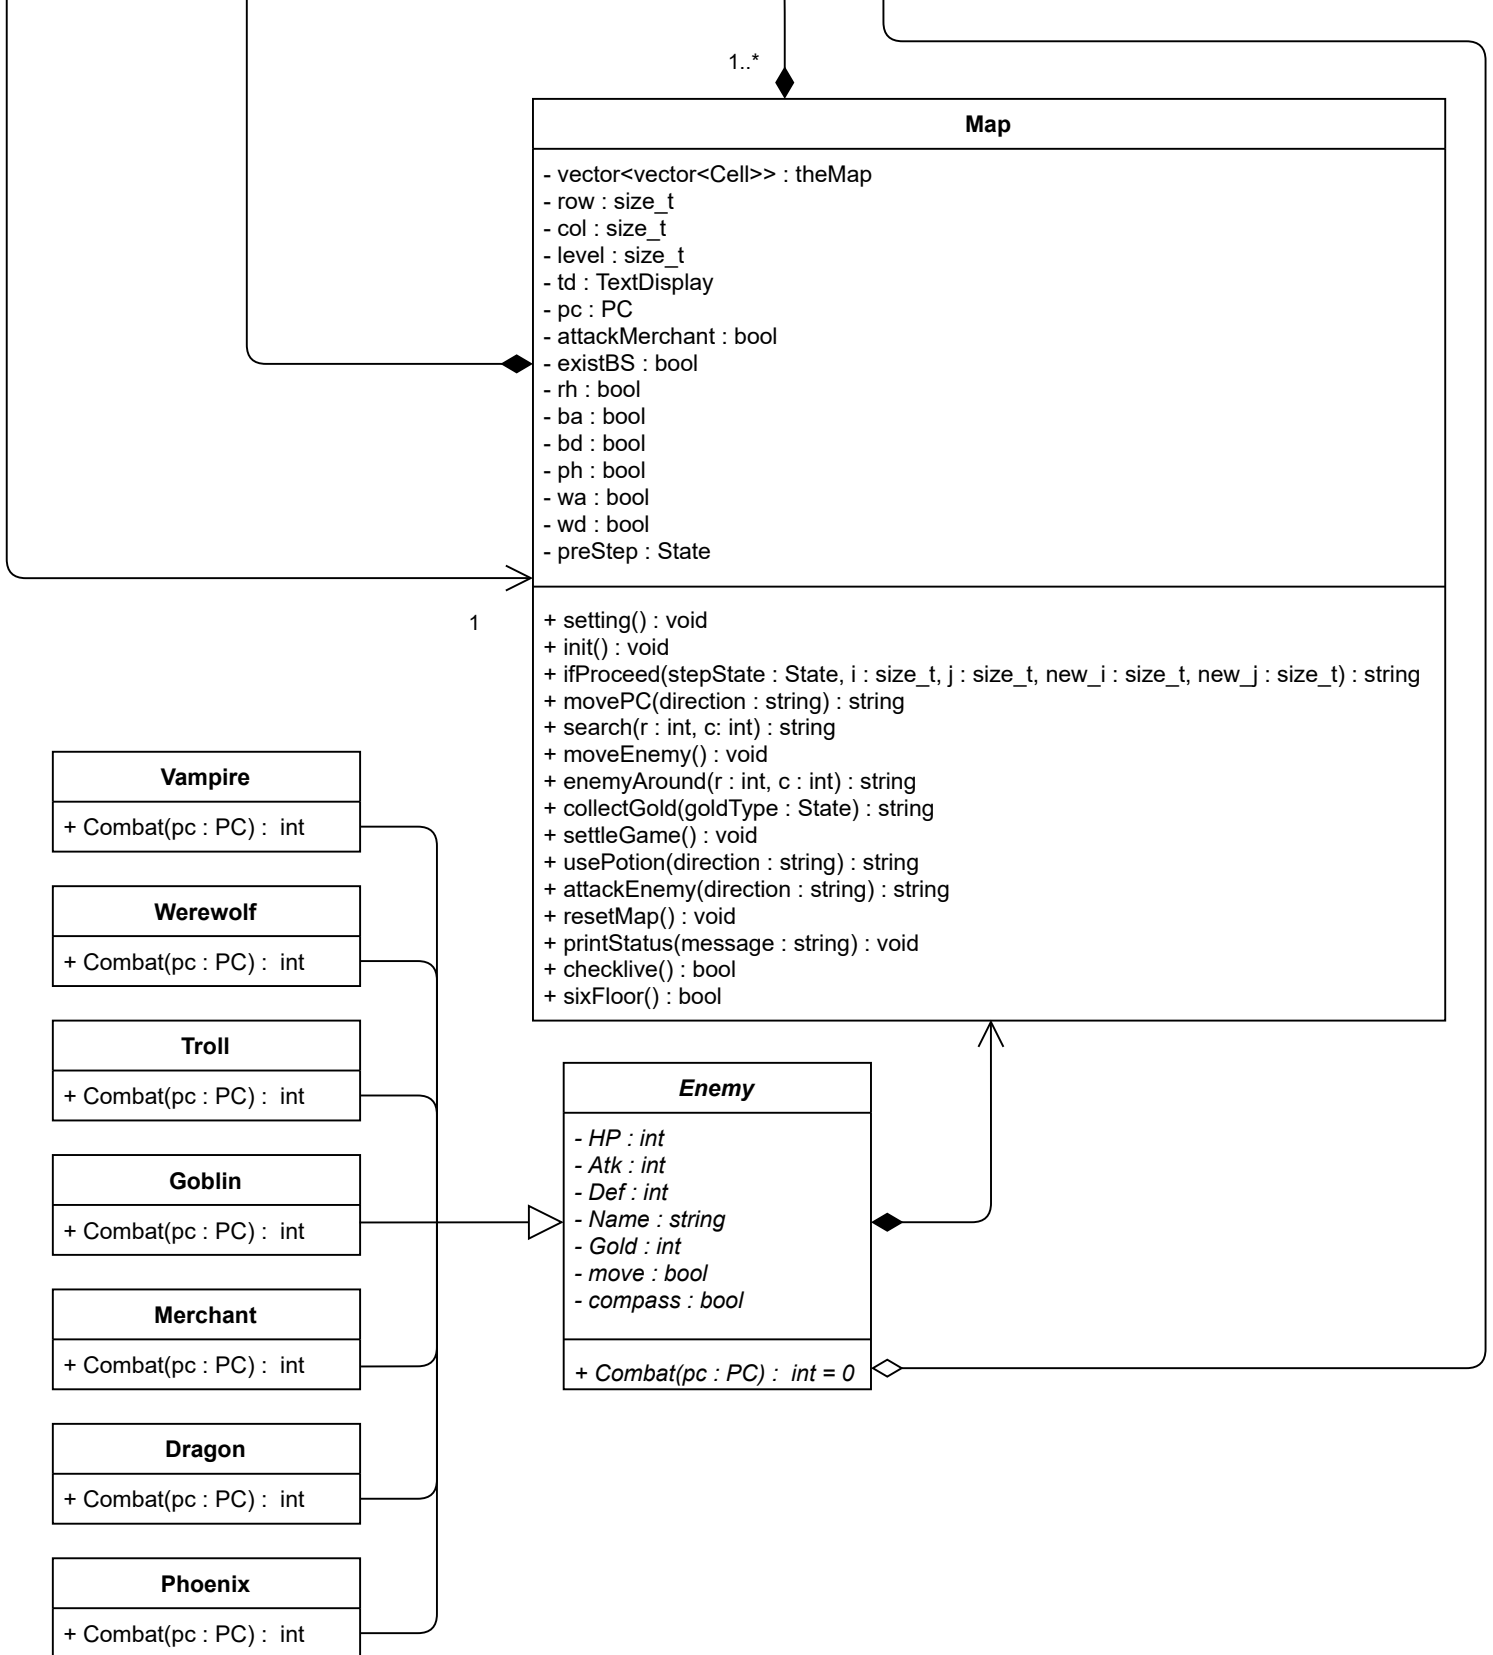 1..*
Map
- vector<vector<Cell>> : theMap
- row : size_t
- col : size_t
- level : size_t
- td : TextDisplay
- pc : PC
- attackMerchant : bool
- existBS : bool
- rh : bool
- ba : bool
- bd : bool
- ph : bool
- wa : bool
- wd : bool
- preStep : State
1
+ setting() : void
+ init() : void
+ ifProceed(stepState : State, i : size_t, j : size_t, new_i : size_t, new_j : size_t) : string
+ movePC(direction : string) : string
+ search(r : int, c: int) : string
+ moveEnemy() : void
+ enemyAround(r : int, c : int) : string
+ collectGold(goldType : State) : string
+ settleGame() : void
+ usePotion(direction : string) : string
+ attackEnemy(direction : string) : string
+ resetMap() : void
+ printStatus(message : string) : void
+ checklive() : bool
+ sixFloor() : bool
Vampire
+ Combat(pc : PC) :  int
Werewolf
+ Combat(pc : PC) :  int
Troll
+ Combat(pc : PC) :  int
Goblin
+ Combat(pc : PC) :  int
Merchant
+ Combat(pc : PC) :  int
Dragon
+ Combat(pc : PC) :  int
Phoenix
+ Combat(pc : PC) :  int
Enemy
- HP : int
- Atk : int
- Def : int
- Name : string
- Gold : int
- move : bool
- compass : bool
+ Combat(pc : PC) :  int = 0